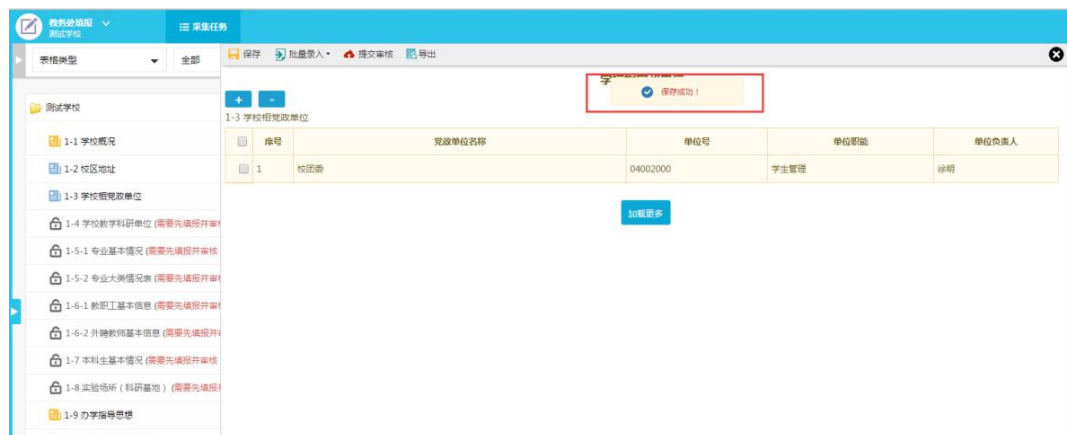 教务处填报
测试学校
采集任务
表格类型
全部
保存
批量录入
提交审核
导出
保存成功！
测试学校
+
-
1-3 学校相党政单位
序号
党政单位名称
单位号
单位职能
单位负责人
1
校团委
04002000
学生管理
徐明
加载更多
1-1 学校概况
1-2 校区地址
1-3 学校相党政单位
1-4 学校教学科研单位 (需要先填报并审
1-5-1 专业基本情况 (需要先填报并审核
1-5-2 专业大类情况表 (需要先填报并审
1-6-1 教职工基本信息 (需要先填报并审
1-6-2 外聘教师基本信息 (需要先填报并
1-7 本科生基本情况 (需要先填报并审核
1-8 实验场所（科研基地）(需要先填报
1-9 办学指导思想